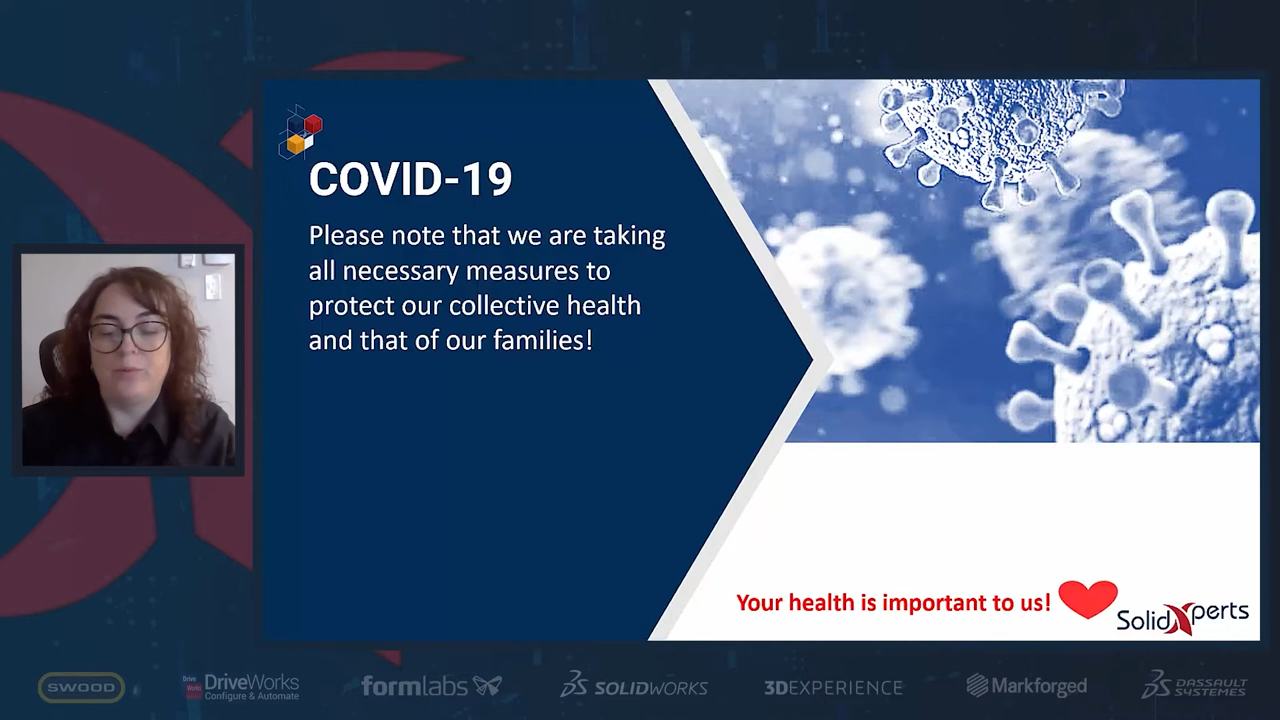 COVID-19
Please note that we are taking
all necessary measures to
protect our collective health
and that of our families!
Your health is important to us!
SolidXperts
SWOOD
Drive
Works
DriveWorks
Configure & Automate
formlabs
SOLIDWORKS
3DEXPERIENCE
Markforged
DASSAULT
SYSTEMES